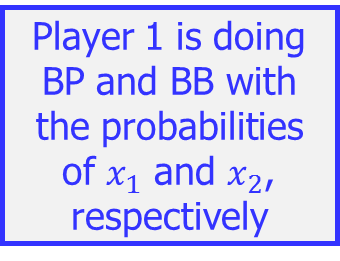 Player 1 is doing
BP and BB with
the probabilities
of x₁ and x₂,
respectively